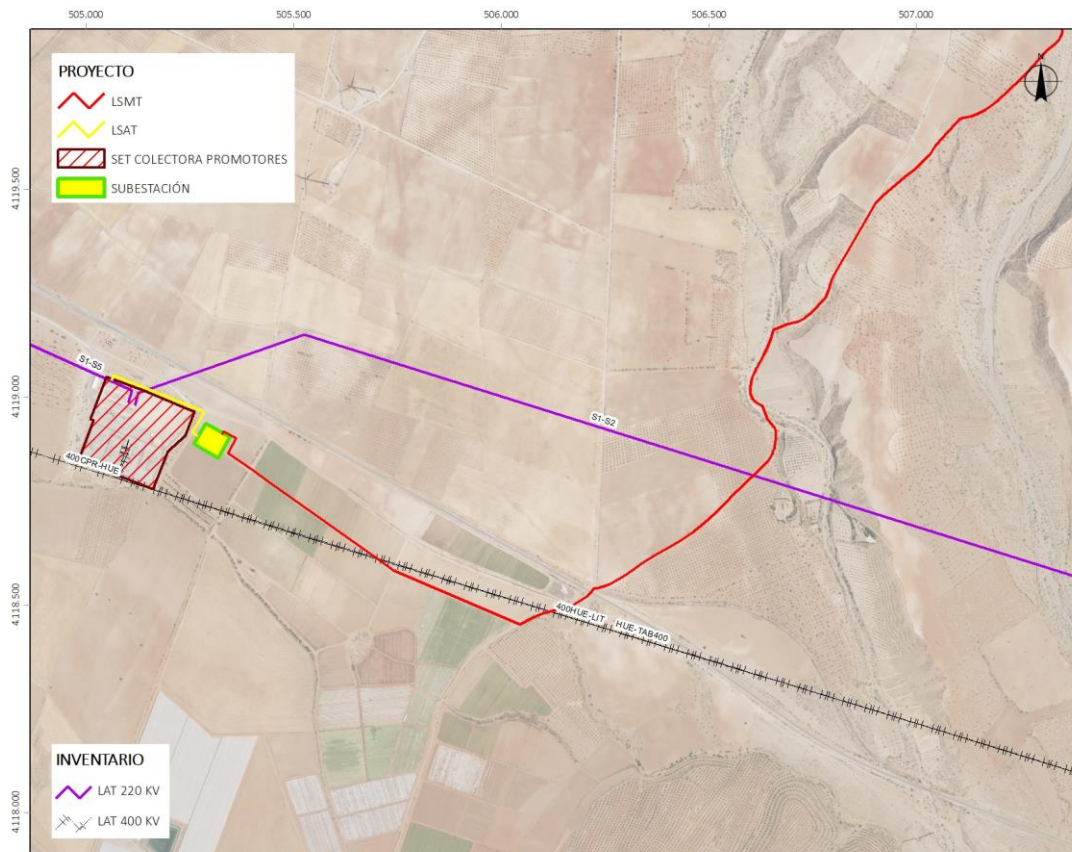 505.000 505.500 506.000 506.500 507.000
PROYECTO
LSMT
LSAT
SET COLECTORA PROMOTORES
SUBESTACIÓN
4.119.500
4.119.000
4.118.500
4.118.000
S1-S5
S1-S2
400CPR-HUE
400HUE-LIT HUE-TAB400
INVENTARIO
LAT 220 KV
LAT 400 KV